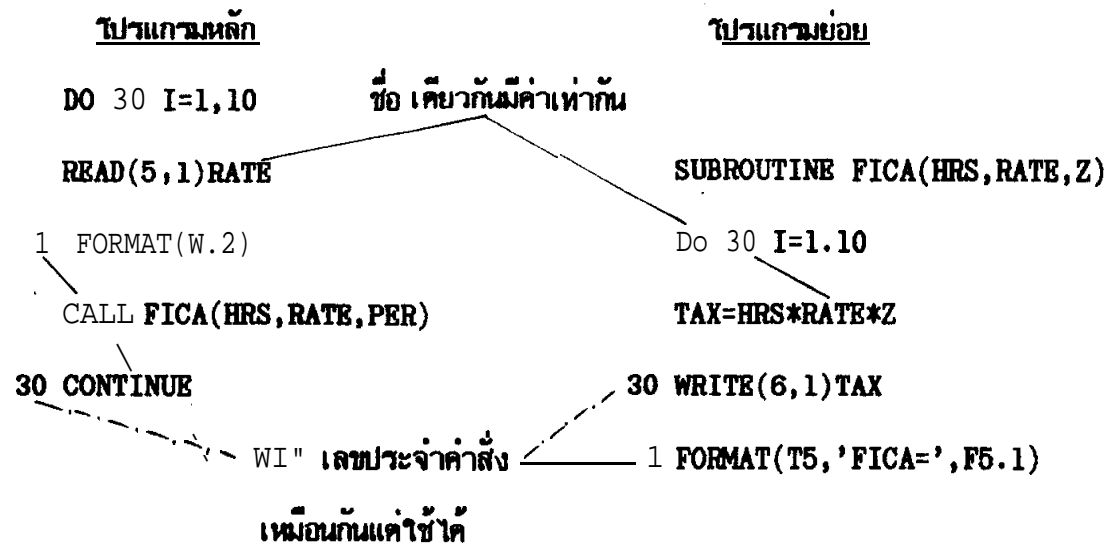 โปรแกรมหลัก
โปรแกรมย่อย
DO 30 I=1,10
ชื่อ เดียวกันมีค่าเท่ากัน
READ(5,1)RATE
SUBROUTINE FICA(HRS,RATE,Z)
1 FORMAT(W.2)
Do 30 I=1.10
CALL FICA(HRS,RATE,PER)
TAX=HRS*RATE*Z
30 CONTINUE
30 WRITE(6,1)TAX
WI" เลขประจำคำสั่ง
1 FORMAT(T5,'FICA=',F5.1)
เหมือนกันแต่ใช้ได้